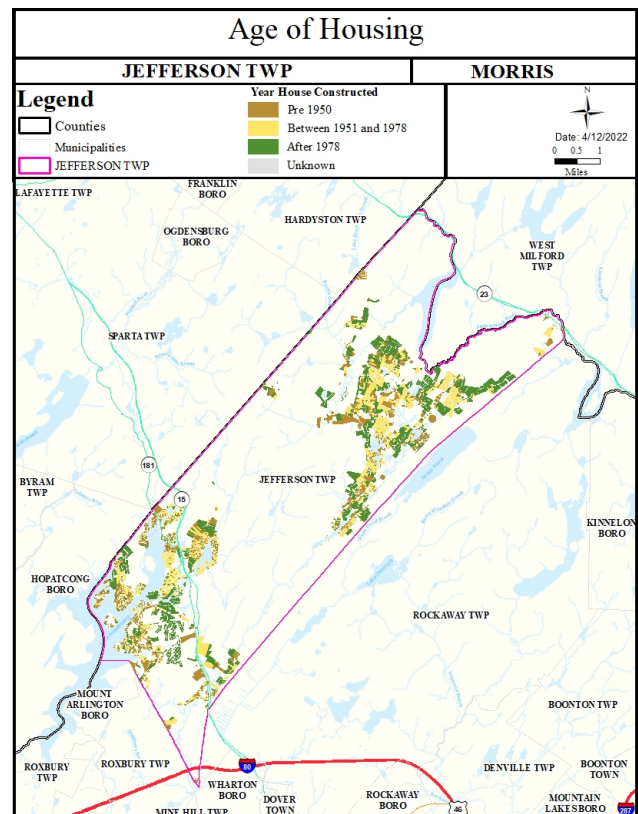 Age of Housing
JEFFERSON TWP
MORRIS
Legend
Counties
Municipalities
JEFFERSON TWP
Year House Constructed
Pre 1950
Between 1951 and 1978
After 1978
Unknown
N
Date: 4/12/2022
0 0.5 1
Miles
LAFAYETTE TWP
FRANKLIN
BORO
HARDYSTON TWP
OGDENSBURG
BORO
WEST
MILFORD
TWP
23
SPARTA TWP
181
15
JEFFERSON TWP
BYRAM
TWP
KINNELON
BORO
HOPATCONG
BORO
ROCKAWAY TWP
MOUNT
ARLINGTON
BORO
BOONTON TWP
ROXBURY
TWP
ROXBURY TWP
80
WHARTON
BORO
DOVER
TOWN
MINE HILL TWP
ROCKAWAY
BORO
46
DENVILLE TWP
BOONTON
TOWN
MOUNTAIN
LAKES BORO
287